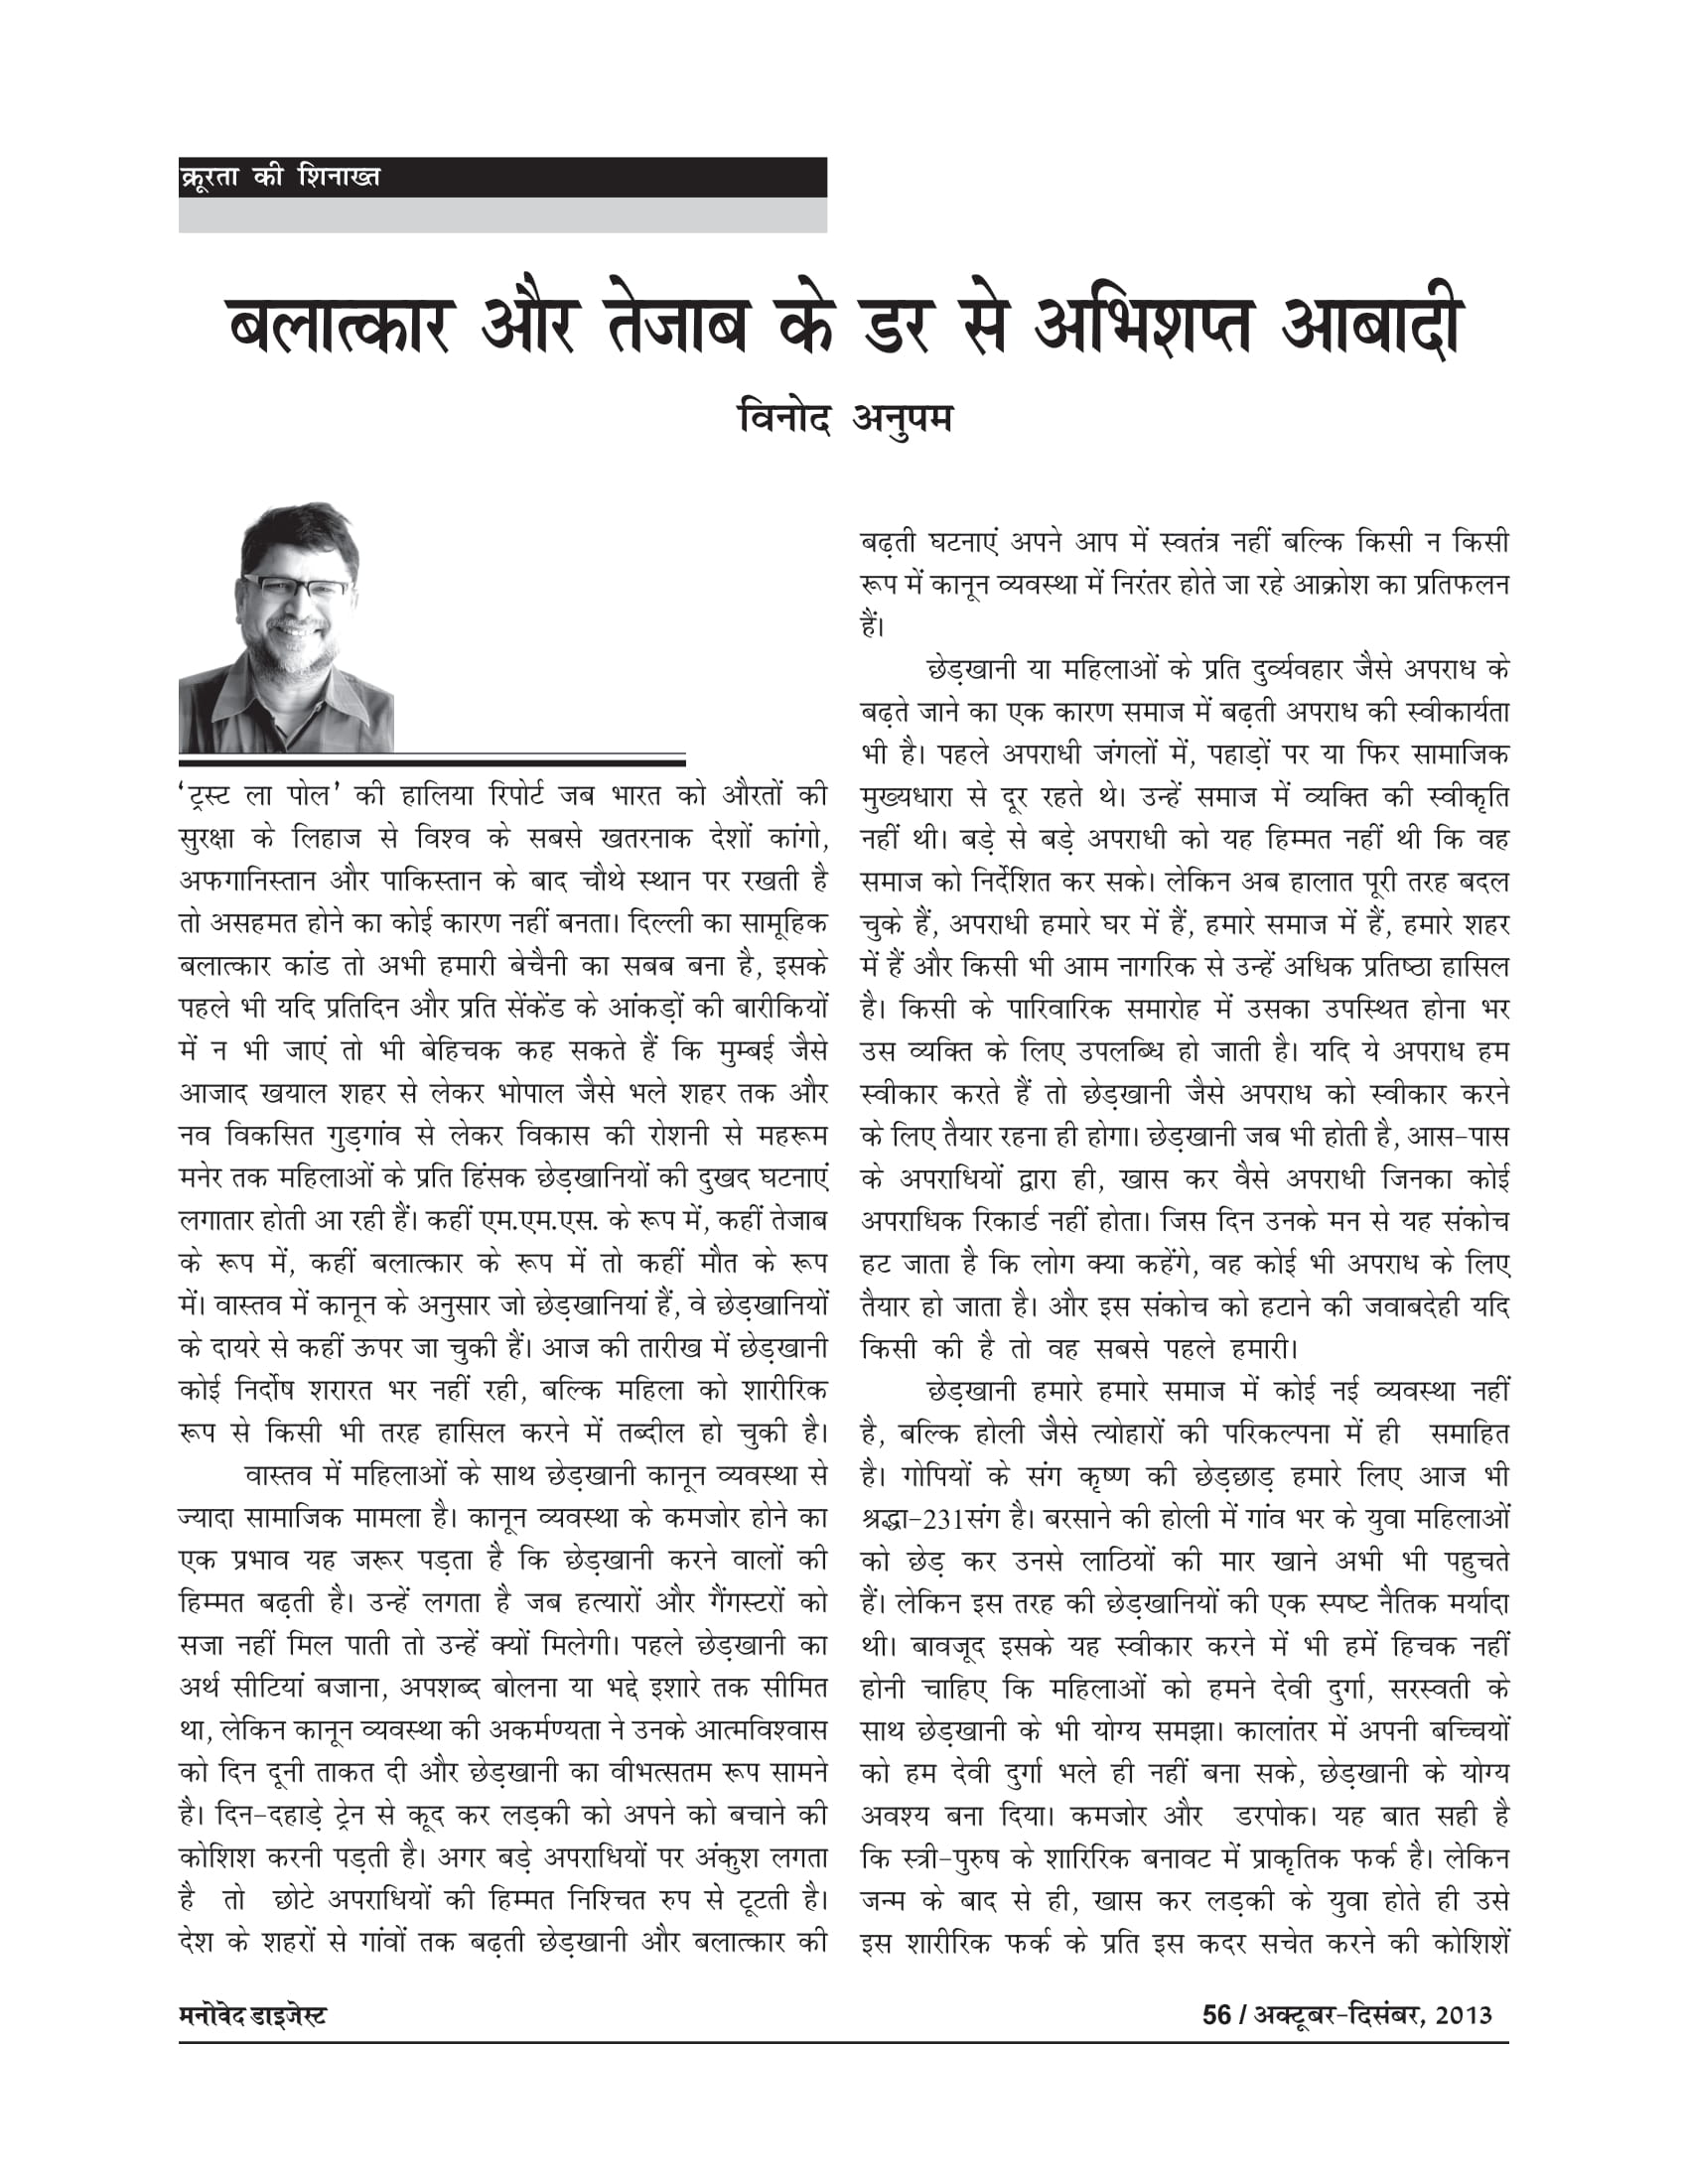 क्रूरता की शिनाख्त
बलात्कार और तेजाब के डर से अभिशप्त आबादी
विनोद अनुपम
‘ट्रस्ट ला पोल’ की हालिया रिपोर्ट जब भारत को औरतों की
सुरक्षा के लिहाज से विश्व के सबसे खतरनाक देशों कांगो,
अफगानिस्तान और पाकिस्तान के बाद चौथे स्थान पर रखती है
तो असहमत होने का कोई कारण नहीं बनता। दिल्ली का सामूहिक
बलात्कार कांड तो अभी हमारी बेचैनी का सबब बना है, इसके
पहले भी यदि प्रतिदिन और प्रति सेंकेंड के आंकड़ों की बारीकियों
में न भी जाएं तो भी बेहिचक कह सकते हैं कि मुम्बई जैसे
आजाद खयाल शहर से लेकर भोपाल जैसे भले शहर तक और
नव विकसित गुड़गांव से लेकर विकास की रोशनी से महरूम
मनेर तक महिलाओं के प्रति हिंसक छेड़खानियों की दुखद घटनाएं
लगातार होती आ रही हैं। कहीं एम.एम.एस. के रूप में, कहीं तेजाब
के रूप में, कहीं बलात्कार के रूप में तो कहीं मौत के रूप
में। वास्तव में कानून के अनुसार जो छेड़खानियां हैं, वे छेड़खानियों
के दायरे से कहीं ऊपर जा चुकी हैं। आज की तारीख में छेड़खानी
कोई निर्दोष शरारत भर नहीं रही, बल्कि महिला को शारीरिक
रूप से किसी भी तरह हासिल करने में तब्दील हो चुकी है।
वास्तव में महिलाओं के साथ छेड़खानी कानून व्यवस्था से
ज्यादा सामाजिक मामला है। कानून व्यवस्था के कमजोर होने का
एक प्रभाव यह जरूर पड़ता है कि छेड़खानी करने वालों की
हिम्मत बढ़ती है। उन्हें लगता है जब हत्यारों और गैंगस्टरों को
सजा नहीं मिल पाती तो उन्हें क्यों मिलेगी। पहले छेड़खानी का
अर्थ सीटियां बजाना, अपशब्द बोलना या भद्दे इशारे तक सीमित
था, लेकिन कानून व्यवस्था की अकर्मण्यता ने उनके आत्मविश्वास
को दिन दूनी ताकत दी और छेड़खानी का वीभत्सतम रूप सामने
है। दिन-दहाड़े ट्रेन से कूद कर लड़की को अपने को बचाने की
कोशिश करनी पड़ती है। अगर बड़े अपराधियों पर अंकुश लगता
है तो छोटे अपराधियों की हिम्मत निश्चित रुप से टूटती है।
देश के शहरों से गांवों तक बढ़ती छेड़खानी और बलात्कार की
बढ़ती घटनाएं अपने आप में स्वतंत्र नहीं बल्कि किसी न किसी
रूप में कानून व्यवस्था में निरंतर होते जा रहे आक्रोश का प्रतिफलन
हैं।
छेड़खानी या महिलाओं के प्रति दुर्व्यवहार जैसे अपराध के
बढ़ते जाने का एक कारण समाज में बढ़ती अपराध की स्वीकार्यता
भी है। पहले अपराधी जंगलों में, पहाड़ों पर या फिर सामाजिक
मुख्यधारा से दूर रहते थे। उन्हें समाज में व्यक्ति की स्वीकृति
नहीं थी। बड़े से बड़े अपराधी को यह हिम्मत नहीं थी कि वह
समाज को निर्देशित कर सके। लेकिन अब हालात पूरी तरह बदल
चुके हैं, अपराधी हमारे घर में हैं, हमारे समाज में हैं, हमारे शहर
में हैं और किसी भी आम नागरिक से उन्हें अधिक प्रतिष्ठा हासिल
है। किसी के पारिवारिक समारोह में उसका उपस्थित होना भर
उस व्यक्ति के लिए उपलब्धि हो जाती है। यदि ये अपराध हम
स्वीकार करते हैं तो छेड़खानी जैसे अपराध को स्वीकार करने
के लिए तैयार रहना ही होगा। छेड़खानी जब भी होती है, आस-पास
के अपराधियों द्वारा ही, खास कर वैसे अपराधी जिनका कोई
अपराधिक रिकार्ड नहीं होता। जिस दिन उनके मन से यह संकोच
हट जाता है कि लोग क्या कहेंगे, वह कोई भी अपराध के लिए
तैयार हो जाता है। और इस संकोच को हटाने की जवाबदेही यदि
किसी की है तो वह सबसे पहले हमारी।
छेड़खानी हमारे हमारे समाज में कोई नई व्यवस्था नहीं
है, बल्कि होली जैसे त्योहारों की परिकल्पना में ही समाहित
है। गोपियों के संग कृष्ण की छेड़छाड़ हमारे लिए आज भी
श्रद्धा-231संग है। बरसाने की होली में गांव भर के युवा महिलाओं
को छेड़ कर उनसे लाठियों की मार खाने अभी भी पहुचते
हैं। लेकिन इस तरह की छेड़खानियों की एक स्पष्ट नैतिक मर्यादा
थी। बावजूद इसके यह स्वीकार करने में भी हमें हिचक नहीं
होनी चाहिए कि महिलाओं को हमने देवी दुर्गा, सरस्वती के
साथ छेड़खानी के भी योग्य समझा। कालांतर में अपनी बच्चियों
को हम देवी दुर्गा भले ही नहीं बना सके, छेड़खानी के योग्य
अवश्य बना दिया। कमजोर और डरपोक। यह बात सही है
कि स्त्री-पुरुष के शारिरिक बनावट में प्राकृतिक फर्क है। लेकिन
जन्म के बाद से ही, खास कर लड़की के युवा होते ही उसे
इस शारीरिक फर्क के प्रति इस कदर सचेत करने की कोशिशें
मनोवेद डाइजेस्ट
56 / अक्टूबर-दिसंबर, 2013